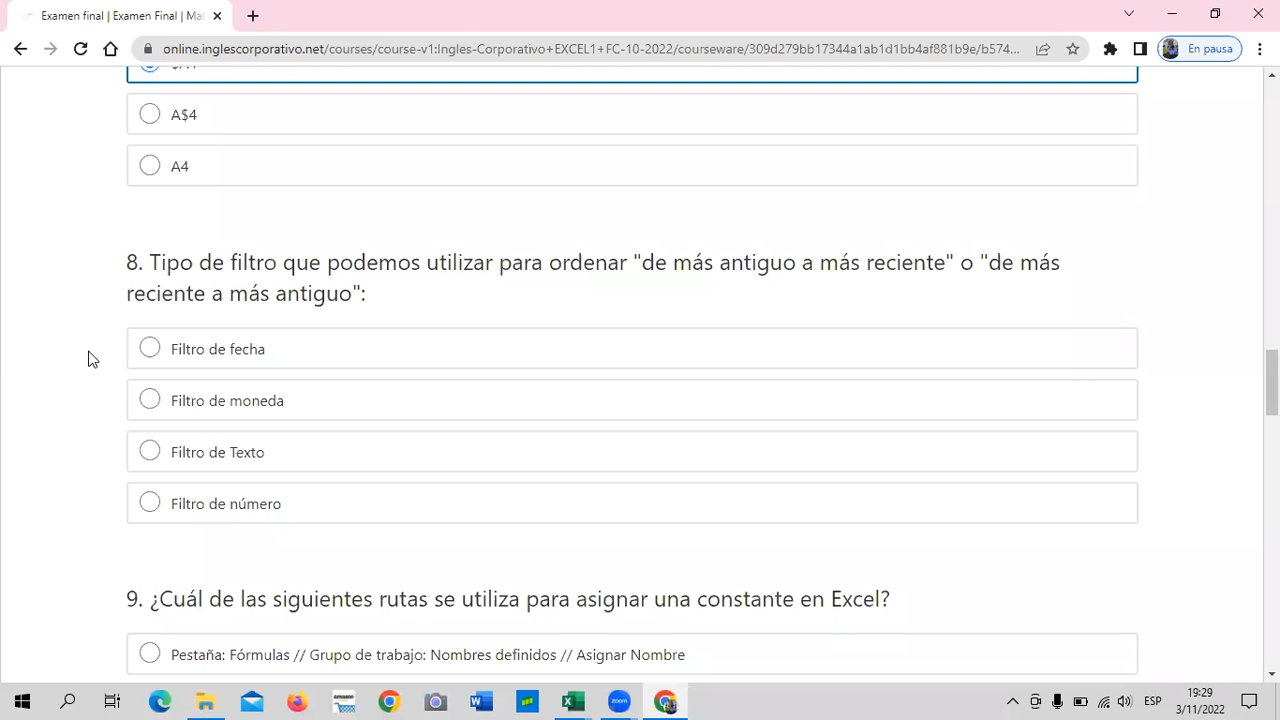 Examen final | Examen Final | Ma
online.inglescorporativo.net/courses/course-v1:Ingles-Corporativo+EXCEL1+FC-10-2022/courseware/309d279bb17344a1ab1b1bb4af881b9e/b574...
En pausa
A$4
A4
8. Tipo de filtro que podemos utilizar para ordenar "de más antiguo a más reciente" o "de más
reciente a más antiguo":
Filtro de fecha
Filtro de moneda
Filtro de Texto
Filtro de número
9. ¿Cuál de las siguientes rutas se utiliza para asignar una constante en Excel?
Pestaña: Fórmulas // Grupo de trabajo: Nombres definidos // Asignar Nombre
zoom
ESP
19:29
3/11/2022